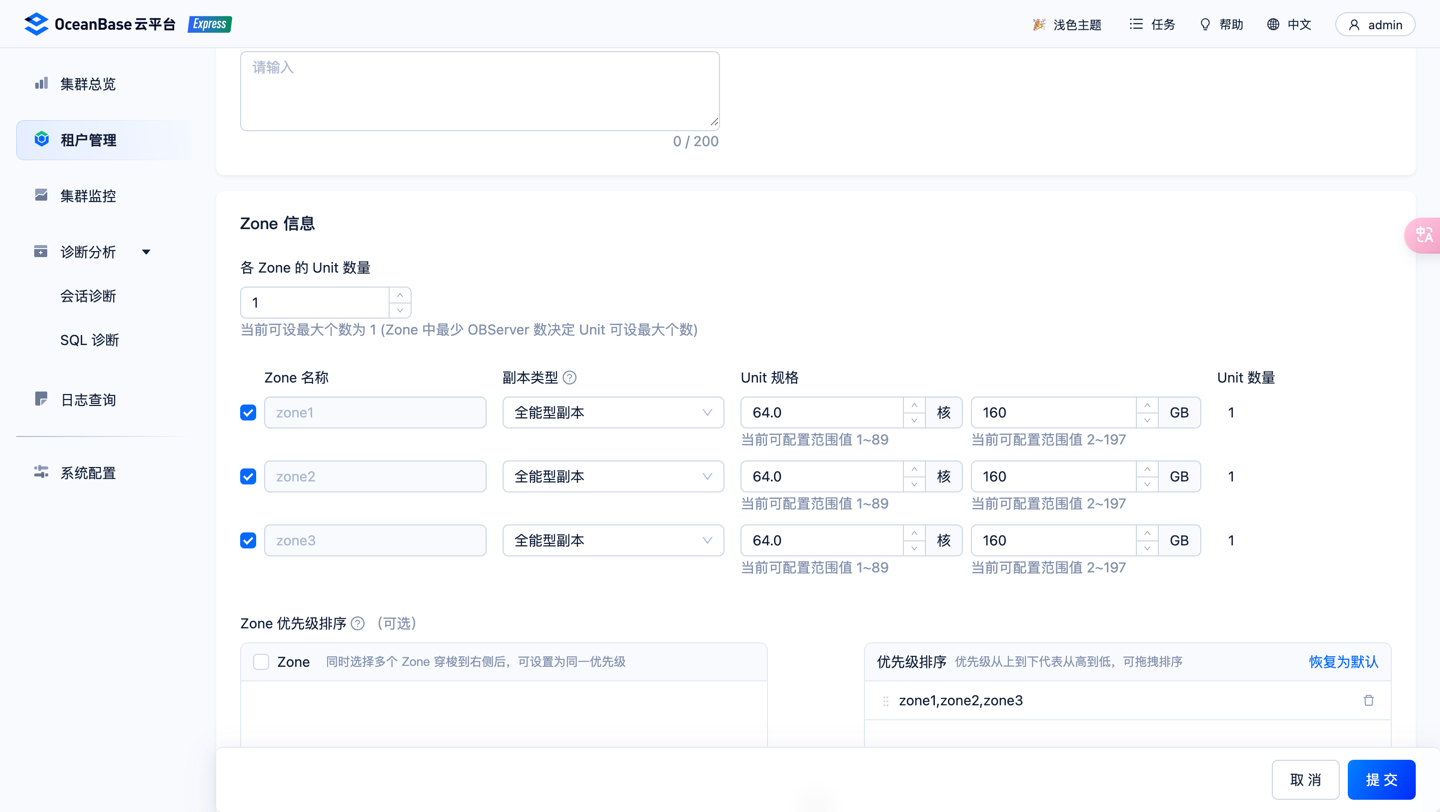 OceanBase 云平台 Express 浅色主题 任务 帮助 中文 admin
集群总览
租户管理
集群监控
诊断分析
会话诊断
SQL 诊断
日志查询
系统配置
请输入
0 / 200
Zone 信息
各 Zone 的 Unit 数量
1
当前可设最大个数为 1 (Zone 中最少 OBServer 数决定 Unit 可设最大个数)
Zone 名称 副本类型 ? Unit 规格 Unit 数量
zone1 全能型副本 64.0 核 160 GB 1
当前可配置范围值 1~89 当前可配置范围值 2~197
zone2 全能型副本 64.0 核 160 GB 1
当前可配置范围值 1~89 当前可配置范围值 2~197
zone3 全能型副本 64.0 核 160 GB 1
当前可配置范围值 1~89 当前可配置范围值 2~197
Zone 优先级排序 ? (可选)
Zone 同时选择多个 Zone 穿梭到右侧后，可设置为同一优先级
优先级排序 优先级从上到下代表从高到低，可拖拽排序 恢复为默认
zone1,zone2,zone3
取 消 提 交
中 A